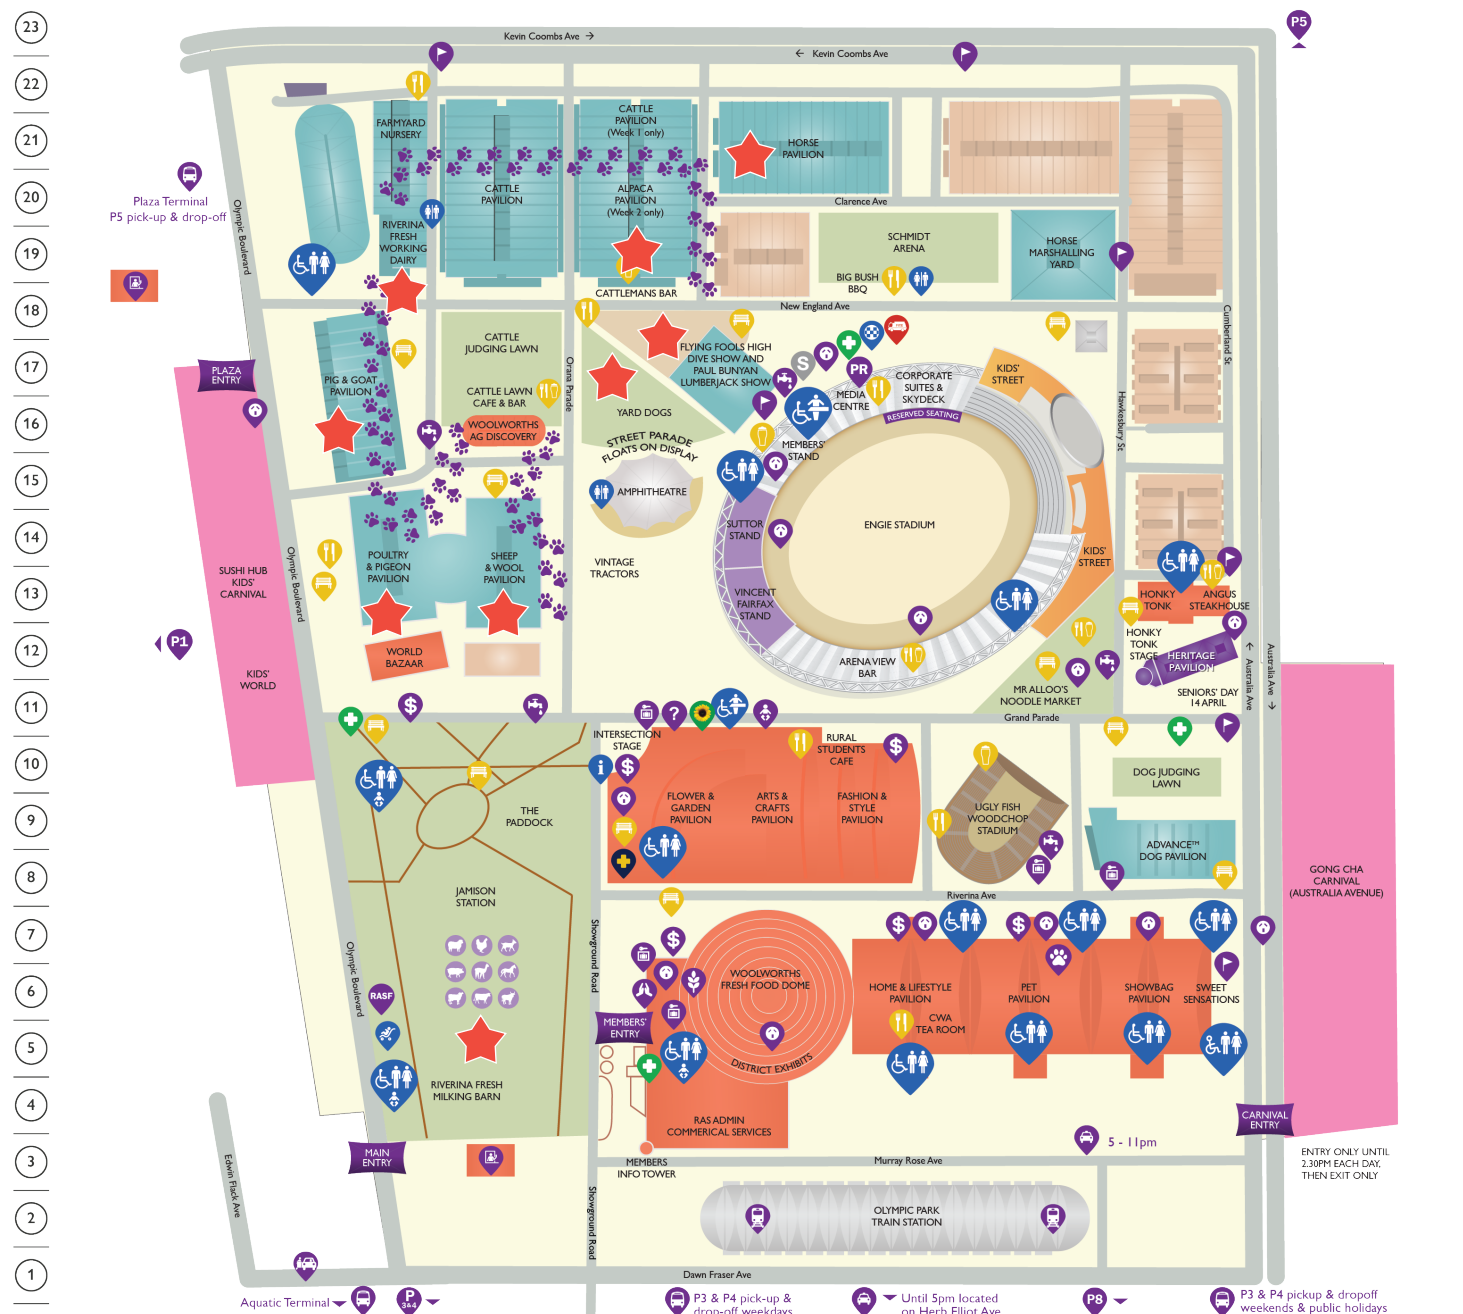 23
22
21
20
19
18
17
16
15
14
13
12
11
10
9
8
7
6
5
4
3
2
1
Kevin Coombs Ave →
← Kevin Coombs Ave
P5
FARMYARD
NURSERY
CATTLE
PAVILION
(Week 1 only)
HORSE
PAVILION
CATTLE
PAVILION
ALPACA
PAVILION
(Week 2 only)
Plaza Terminal
P5 pick-up & drop-off
Olympic Boulevard
Clarence Ave
RIVERINA
FRESH
WORKING
DAIRY
SCHMIDT
ARENA
HORSE
MARSHALLING
YARD
BIG BUSH
BBQ
CATTLEMANS BAR
New England Ave
Cumberland St
CATTLE
JUDGING LAWN
Orana Parade
FLYING FOOLS HIGH
DIVE SHOW AND
PAUL BUNYAN
LUMBERJACK SHOW
S
PR
MEDIA
CENTRE
CORPORATE
SUITES &
SKYDECK
RESERVED SEATING
KIDS'
STREET
PLAZA
ENTRY
PIG & GOAT
PAVILION
CATTLE LAWN
CAFE & BAR
WOOLWORTHS
AG DISCOVERY
YARD DOGS
STREET PARADE
FLOATS ON DISPLAY
MEMBERS'
STAND
Hawkesbury St
AMPHITHEATRE
SUTTOR
STAND
ENGIE STADIUM
KIDS'
STREET
VINTAGE
TRACTORS
POULTRY
& PIGEON
PAVILION
SHEEP
& WOOL
PAVILION
Olympic Boulevard
SUSHI HUB
KIDS'
CARNIVAL
VINCENT
FAIRFAX
STAND
HONKY
TONK
ANGUS
STEAKHOUSE
P1
WORLD
BAZAAR
ARENA VIEW
BAR
HONKY
TONK
STAGE
HERITAGE
PAVILION
← Australia Ave
Australia Ave →
KIDS'
WORLD
MR ALLOO'S
NOODLE MARKET
SENIORS' DAY
14 APRIL
Grand Parade
$
?
INTERSECTION
STAGE
i
$
RURAL
STUDENTS
CAFE
$
DOG JUDGING
LAWN
THE
PADDOCK
FLOWER &
GARDEN
PAVILION
ARTS &
CRAFTS
PAVILION
FASHION &
STYLE
PAVILION
UGLY FISH
WOODCHOP
STADIUM
ADVANCE™
DOG PAVILION
JAMISON
STATION
Riverina Ave
GONG CHA
CARNIVAL
(AUSTRALIA AVENUE)
Olympic Boulevard
Showground Road
$
$
$
WOOLWORTHS
FRESH FOOD DOME
HOME & LIFESTYLE
PAVILION
PET
PAVILION
SHOWBAG
PAVILION
SWEET
SENSATIONS
RASF
MEMBERS'
ENTRY
CWA
TEA ROOM
DISTRICT EXHIBITS
RIVERINA FRESH
MILKING BARN
RAS ADMIN
COMMERICAL SERVICES
CARNIVAL
ENTRY
5 - 11pm
MAIN
ENTRY
MEMBERS
INFO TOWER
Murray Rose Ave
ENTRY ONLY UNTIL
2.30PM EACH DAY,
THEN EXIT ONLY
Edwin Flack Ave
Showground Road
OLYMPIC PARK
TRAIN STATION
Dawn Fraser Ave
Aquatic Terminal
P
3&4
P3 & P4 pick-up &
drop-off weekdays
Until 5pm located
on Herb Elliot Ave
P8
P3 & P4 pickup & dropoff
weekends & public holidays